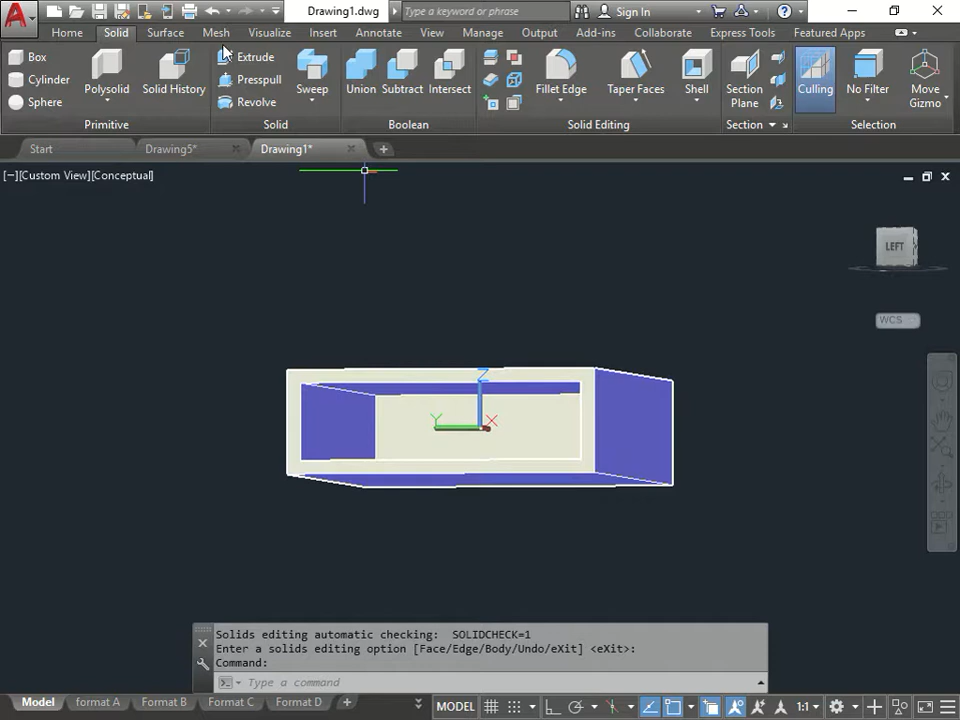 Drawing1.dwg
Type a keyword or phrase
Sign In
Home Solid Surface Mesh Visualize Insert Annotate View Manage Output Add-ins Collaborate Express Tools Featured Apps
Box
Cylinder
Sphere
Polysolid
Solid History
Extrude
Presspull
Revolve
Sweep
Union Subtract Intersect
Fillet Edge
Taper Faces
Shell
Section
Plane
Culling
No Filter
Move
Gizmo
Primitive Solid Boolean Solid Editing Section Selection
Start Drawing5* Drawing1*
[−][Custom View][Conceptual]
LEFT
WCS
Z
Y
X
Solids editing automatic checking: SOLIDCHECK=1
Enter a solids editing option [Face/Edge/Body/Undo/eXit] <eXit>:
Command:
Type a command
Model format A Format B Format C Format D
MODEL
1:1